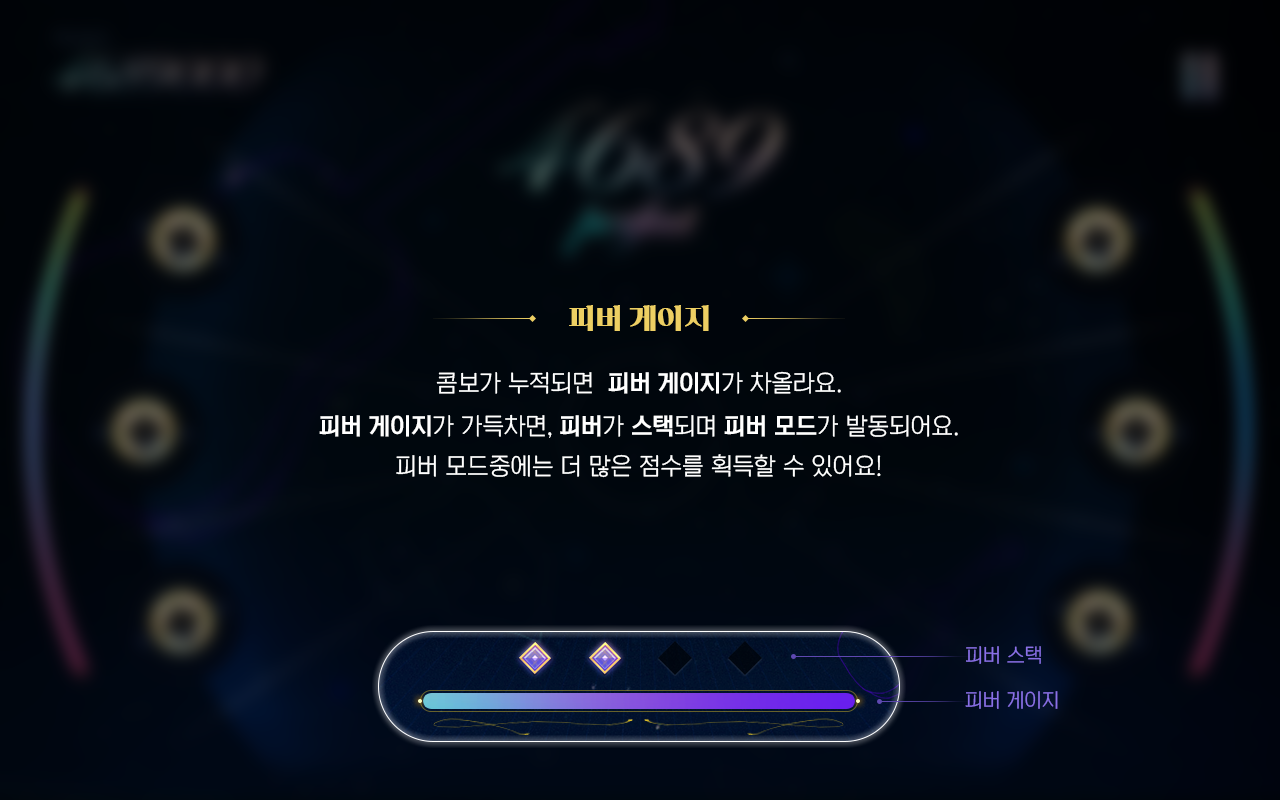 4689
perfect
피버 게이지
콤보가 누적되면 피버 게이지가 차올라요.
피버 게이지가 가득차면, 피버가 스택되며 피버 모드가 발동되어요.
피버 모드중에는 더 많은 점수를 획득할 수 있어요!
피버 스택
피버 게이지